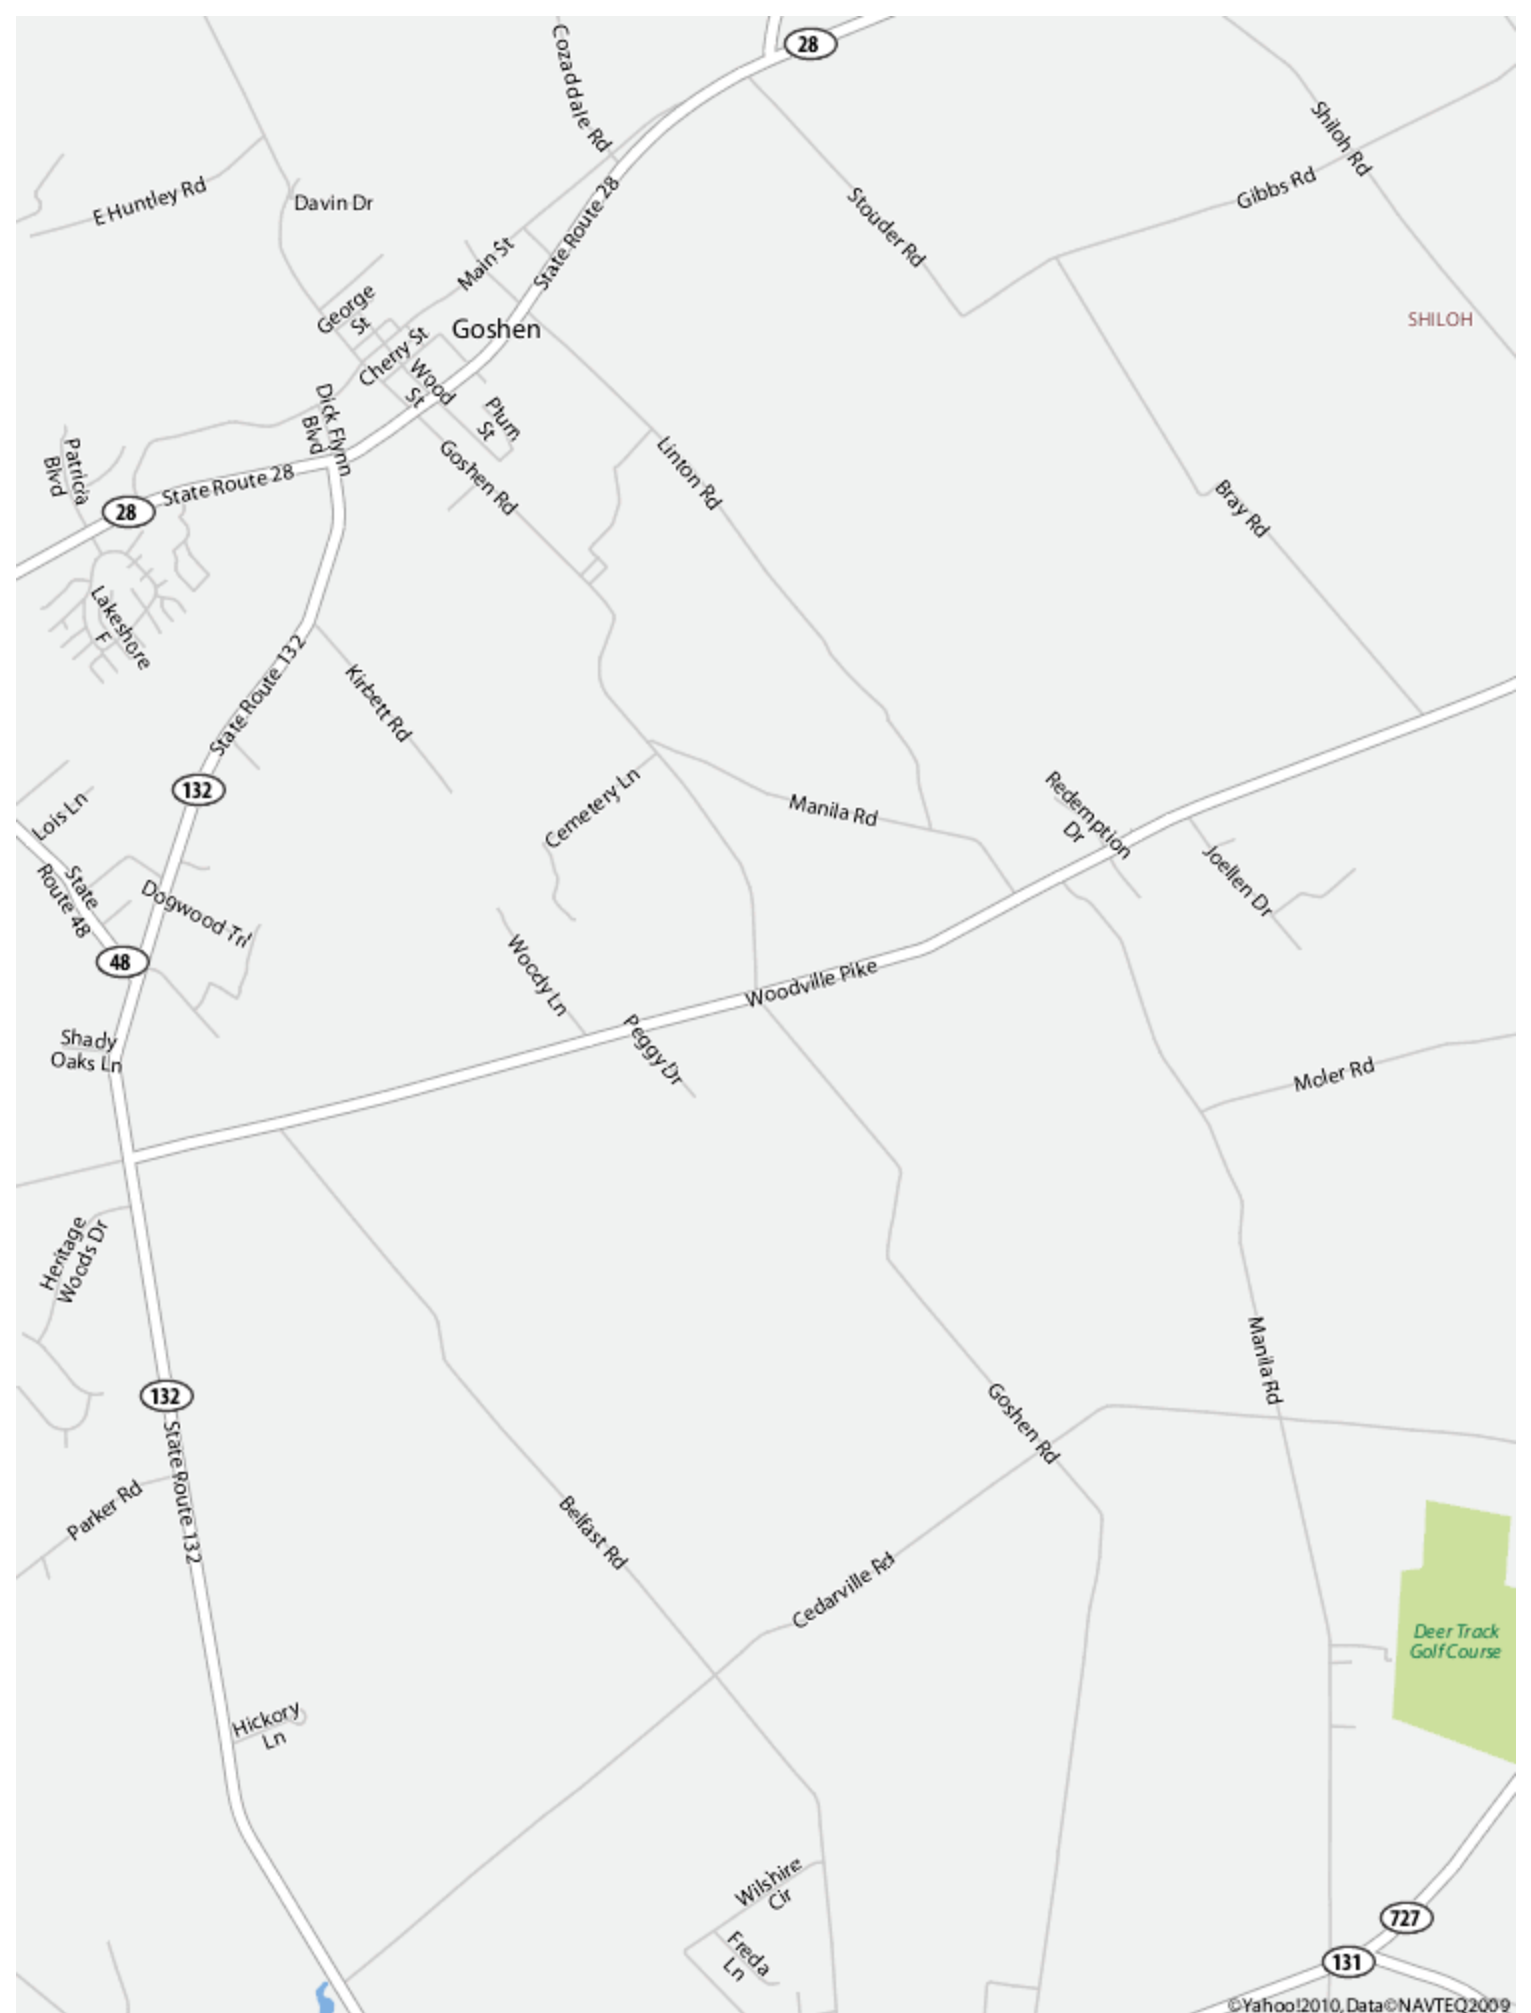 28
Cozaddale Rd
Shiloh Rd
E Huntley Rd
Davin Dr
State Route 28
Stouder Rd
Gibbs Rd
Main St
George
St
SHILOH
Goshen
Cherry St
Wood
St
Plum
St
Dick Flynn
Blvd
Patricia
Blvd
State Route 28
28
Goshen Rd
Linton Rd
Bray Rd
Lakeshore
F
State Route 132
Kirbett Rd
132
Lois Ln
Cemetery Ln
Manila Rd
Redemption
Dr
Joellen Dr
State
Route 48
Dogwood Trl
48
Woody Ln
Woodville Pike
Peggy Dr
Shady
Oaks Ln
Moler Rd
Heritage
Woods Dr
132
Manila Rd
Goshen Rd
State Route 132
Parker Rd
Belfast Rd
Cedarville Rd
Deer Track
Golf Course
Hickory
Ln
Wilshire
Cir
Freda
Ln
727
131
©Yahoo!2010, Data©NAVTEQ2009